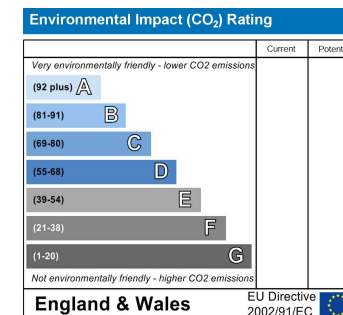 Environmental Impact (CO₂) Rating
Current Potent
Very environmentally friendly - lower CO2 emissions
(92 plus) A
(81-91) B
(69-80) C
(55-68) D
(39-54) E
(21-38) F
(1-20) G
Not environmentally friendly - higher CO2 emissions
England & Wales
EU Directive
2002/91/EC